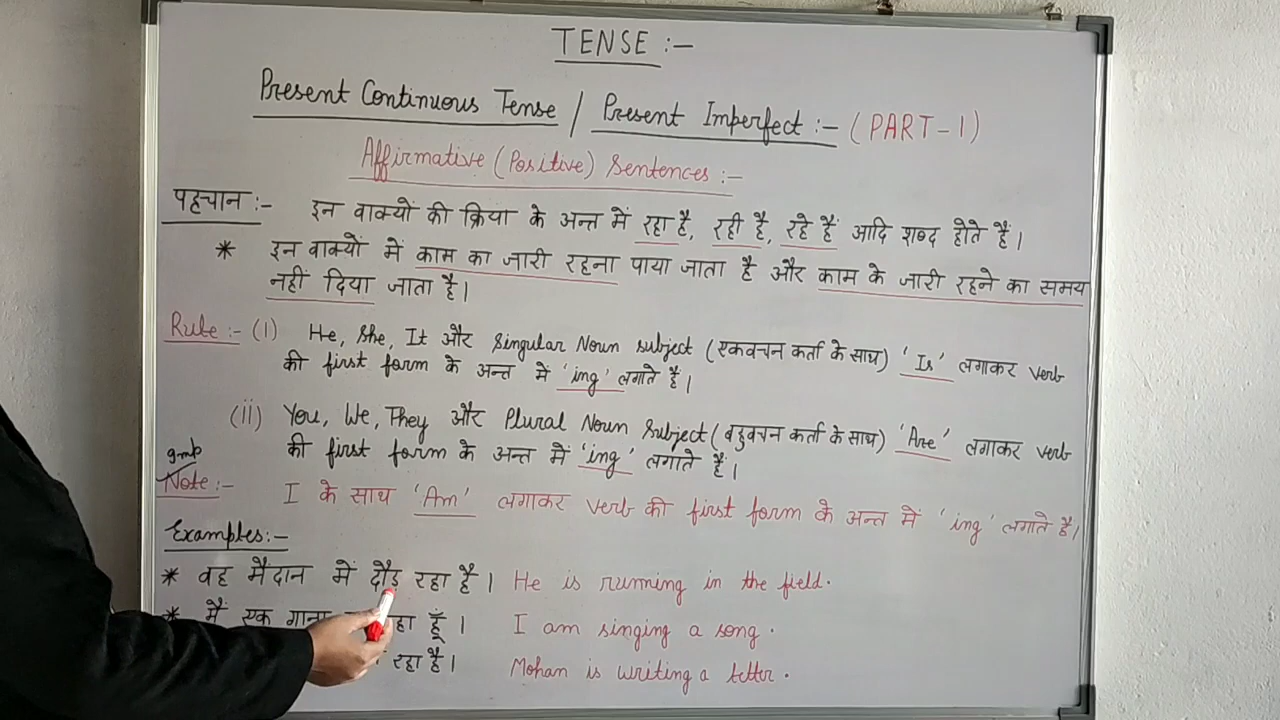 TENSE :-
Present Continuous Tense / Present Imperfect :- (PART-1)
Affirmative (Positive) Sentences :-
पहचान :- इन वाक्यों की क्रिया के अन्त में रहा है, रही है, रहे हैं आदि शब्द होते हैं।
* इन वाक्यों में काम का जारी रहना पाया जाता है और काम के जारी रहने का समय
नहीं दिया जाता है।
Rule :- (i) He, She, It और Singular Noun subject (एकवचन कर्ता के साथ) 'Is' लगाकर verb
की first form के अन्त में 'ing' लगाते हैं।
(ii) You, We, They और Plural Noun Subject (बहुवचन कर्ता के साथ) 'Are' लगाकर verb
की first form के अन्त में 'ing' लगाते हैं।
Imp
Note :- I के साथ 'Am' लगाकर verb की first form के अन्त में 'ing' लगाते हैं।
Examples :-
* वह मैदान में दौड़ रहा है। He is running in the field.
* मैं एक गाना हूँ। I am singing a song.
रहा है। Mohan is writing a letter.